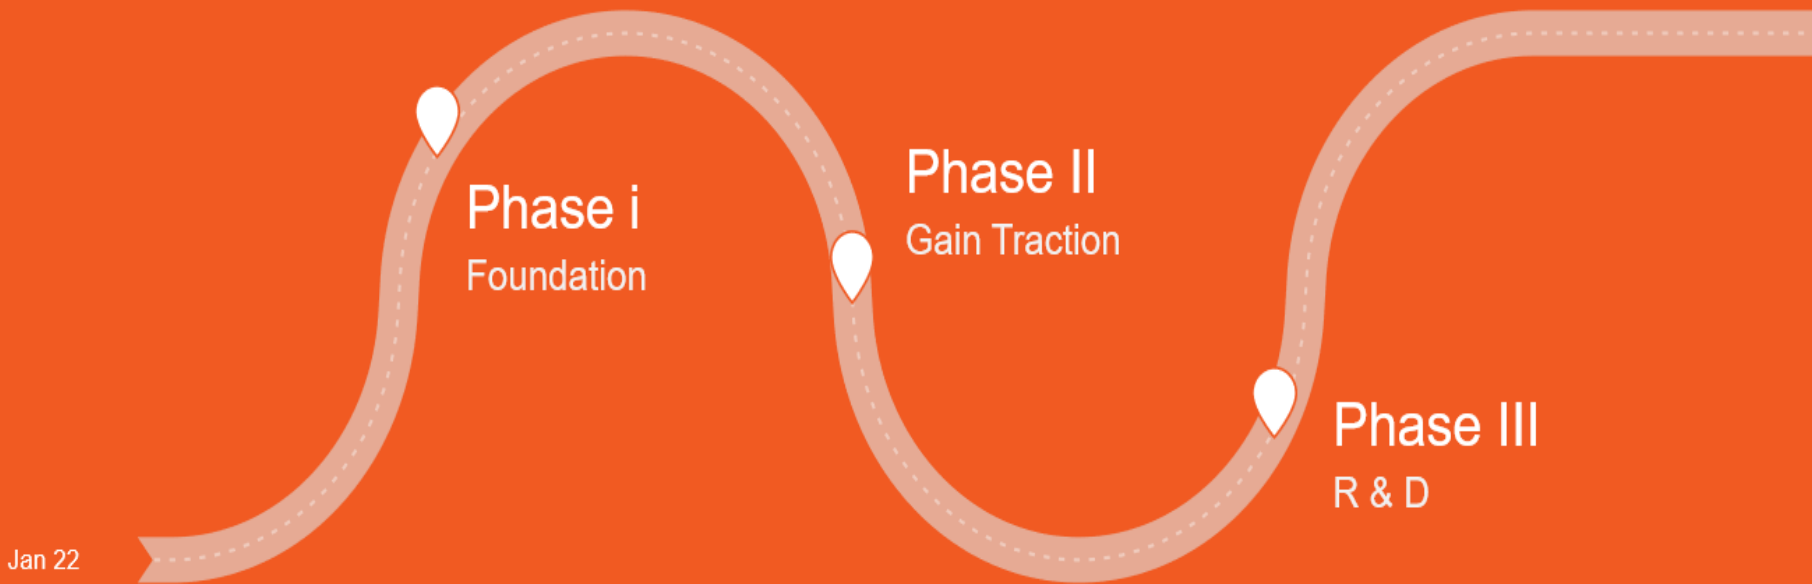 Phase i
Foundation
Phase II
Gain Traction
Phase III
R & D
Jan 22